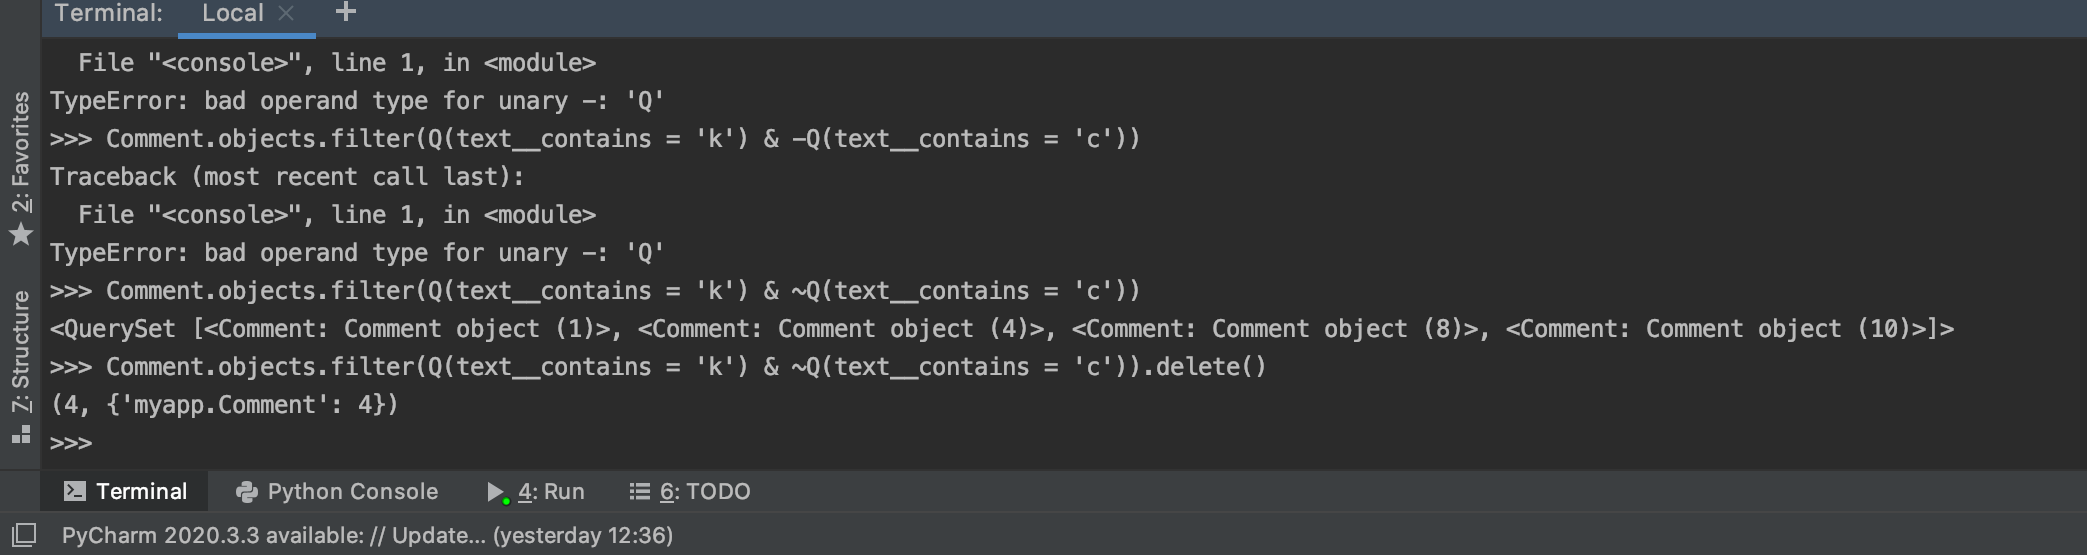 Terminal: Local × +
File "<console>", line 1, in <module>
TypeError: bad operand type for unary -: 'Q'
>>> Comment.objects.filter(Q(text__contains = 'k') & -Q(text__contains = 'c'))
Traceback (most recent call last):
File "<console>", line 1, in <module>
TypeError: bad operand type for unary -: 'Q'
>>> Comment.objects.filter(Q(text__contains = 'k') & ~Q(text__contains = 'c'))
<QuerySet [<Comment: Comment object (1)>, <Comment: Comment object (4)>, <Comment: Comment object (8)>, <Comment: Comment object (10)>]>
>>> Comment.objects.filter(Q(text__contains = 'k') & ~Q(text__contains = 'c')).delete()
(4, {'myapp.Comment': 4})
>>>
2: Favorites
7: Structure
Terminal Python Console 4: Run 6: TODO
PyCharm 2020.3.3 available: // Update... (yesterday 12:36)